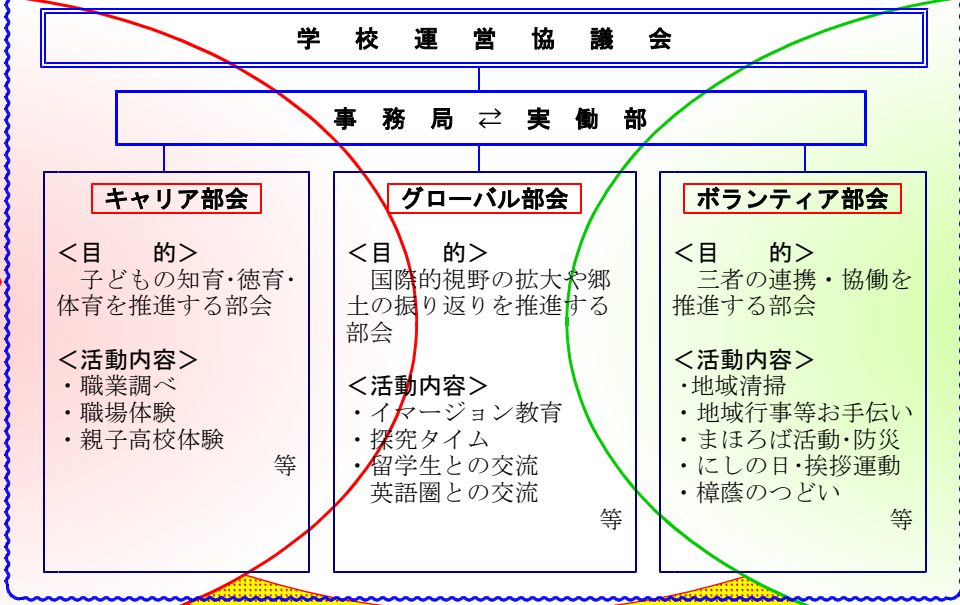 学校運営協議会
事務局 ⇄ 実働部
キャリア部会
＜目　　的＞
子どもの知育･徳育･
体育を推進する部会
＜活動内容＞
・職業調べ
・職場体験
・親子高校体験
等
グローバル部会
＜目　　的＞
国際的視野の拡大や郷
土の振り返りを推進する
部会
＜活動内容＞
・イマージョン教育
・探究タイム
・留学生との交流
英語圏との交流
等
ボランティア部会
＜目　　的＞
三者の連携・協働を
推進する部会
＜活動内容＞
･地域清掃
・地域行事等お手伝い
・まほろば活動･防災
・にしの日･挨拶運動
・樟蔭のつどい
等